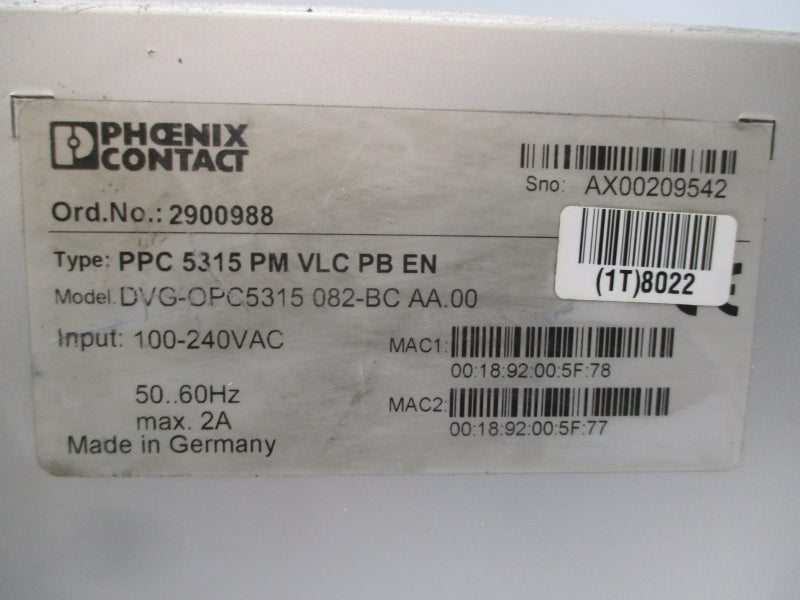 PHŒNIX
CONTACT
Sno: AX00209542
Ord.No.: 2900988
(1T)8022
Type: PPC 5315 PM VLC PB EN
Model: DVG-OPC5315 082-BC AA.00
Input: 100-240VAC
MAC1:
00:18:92:00:5F:78
50..60Hz
MAC2:
max. 2A
00:18:92:00:5F:77
Made in Germany